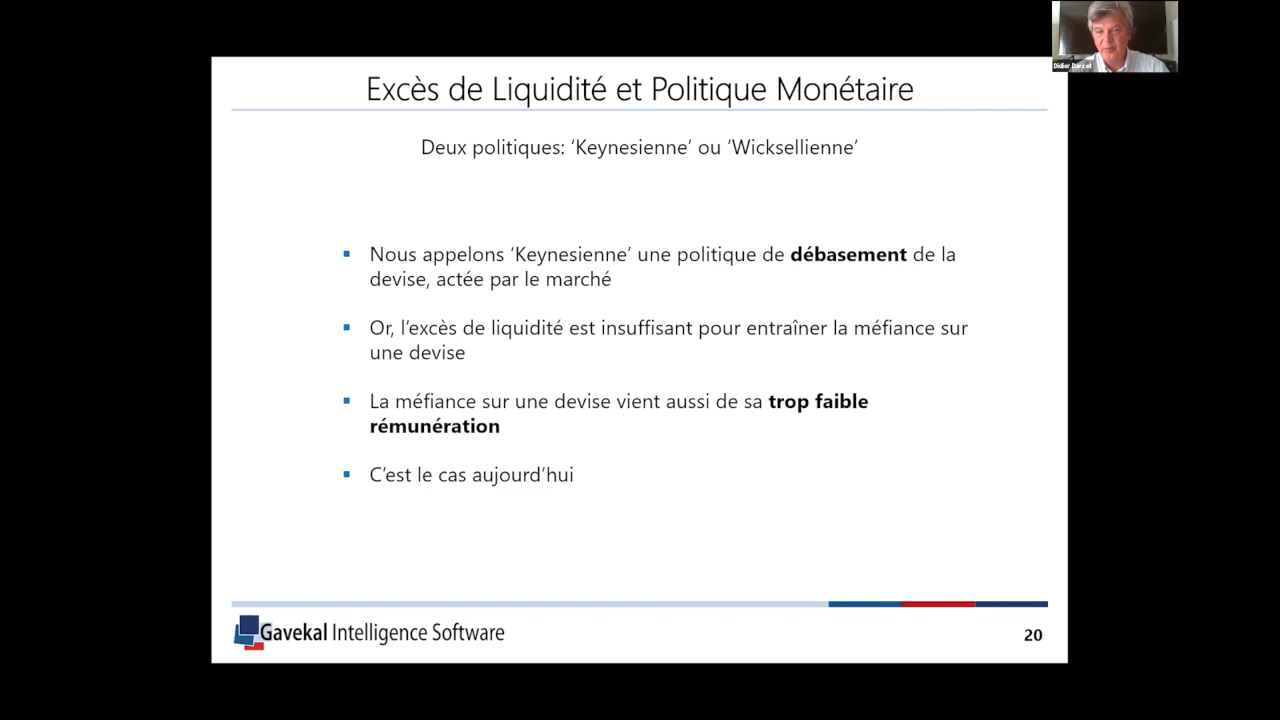 Didier Darcet
Excès de Liquidité et Politique Monétaire
Deux politiques: ‘Keynesienne’ ou ‘Wicksellienne’
Nous appelons ‘Keynesienne’ une politique de débasement de la
devise, actée par le marché
Or, l’excès de liquidité est insuffisant pour entraîner la méfiance sur
une devise
La méfiance sur une devise vient aussi de sa trop faible
rémunération
C’est le cas aujourd’hui
Gavekal Intelligence Software
20